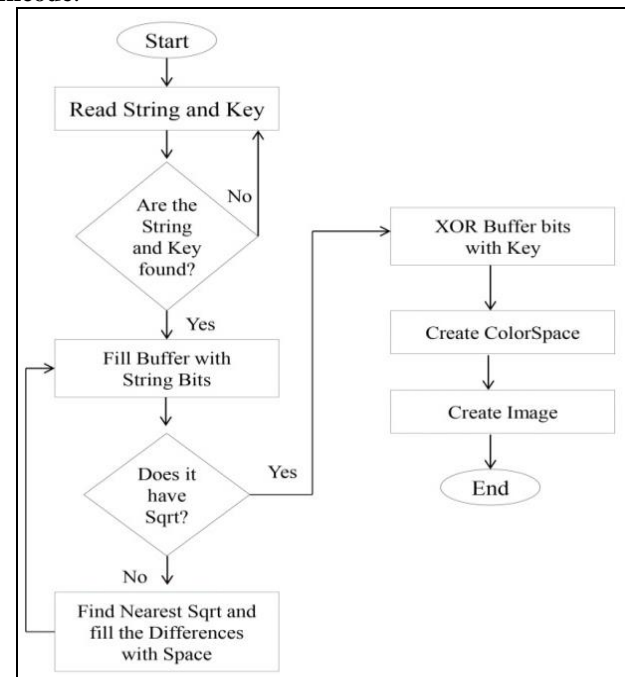 Start
Read String and Key
No
Are the
String
and Key
found?
Yes
Fill Buffer with
String Bits
Does it
have
Sqrt?
Yes
No
Find Nearest Sqrt and
fill the Differences
with Space
XOR Buffer bits
with Key
Create ColorSpace
Create Image
End